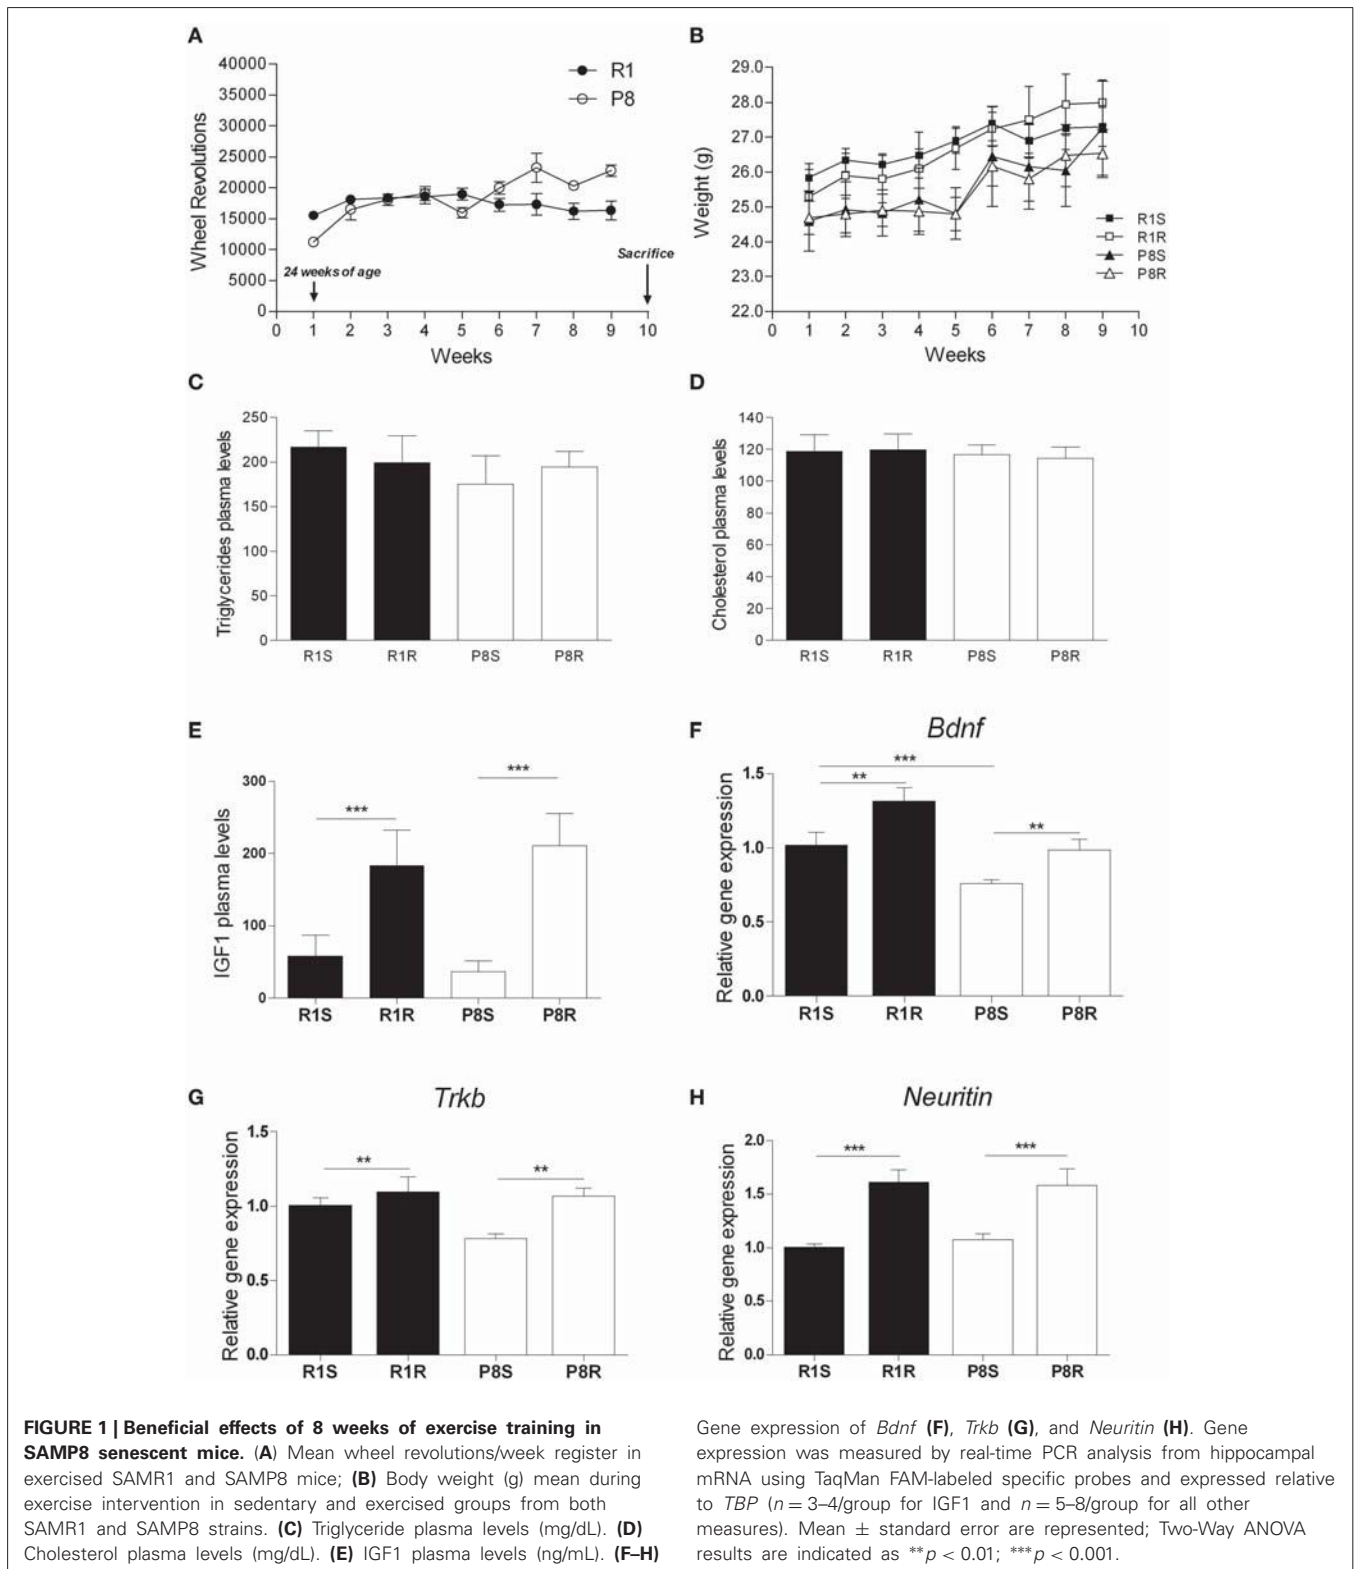 A
40000
35000
30000
25000
20000
15000
10000
5000
0
Wheel Revolutions
R1
P8
24 weeks of age
Sacrifice
0 1 2 3 4 5 6 7 8 9 10
Weeks
B
29.0
28.0
27.0
26.0
25.0
24.0
23.0
22.0
Weight (g)
R1S
R1R
P8S
P8R
0 1 2 3 4 5 6 7 8 9 10
Weeks
C
250
200
150
100
50
0
Triglycerides plasma levels
R1S R1R P8S P8R
D
140
120
100
80
60
40
20
0
Cholesterol plasma levels
R1S R1R P8S P8R
E
300
200
100
0
IGF1 plasma levels
***
***
R1S R1R P8S P8R
F
Bdnf
1.5
1.0
0.5
0.0
Relative gene expression
***
**
**
R1S R1R P8S P8R
G
Trkb
1.5
1.0
0.5
0.0
Relative gene expression
**
**
R1S R1R P8S P8R
H
Neuritin
2.0
1.5
1.0
0.5
0.0
Relative gene expression
***
***
R1S R1R P8S P8R
FIGURE 1 | Beneficial effects of 8 weeks of exercise training in
SAMP8 senescent mice. (A) Mean wheel revolutions/week register in
exercised SAMR1 and SAMP8 mice; (B) Body weight (g) mean during
exercise intervention in sedentary and exercised groups from both
SAMR1 and SAMP8 strains. (C) Triglyceride plasma levels (mg/dL). (D)
Cholesterol plasma levels (mg/dL). (E) IGF1 plasma levels (ng/mL). (F–H)
Gene expression of Bdnf (F), Trkb (G), and Neuritin (H). Gene
expression was measured by real-time PCR analysis from hippocampal
mRNA using TaqMan FAM-labeled specific probes and expressed relative
to TBP (n = 3–4/group for IGF1 and n = 5–8/group for all other
measures). Mean ± standard error are represented; Two-Way ANOVA
results are indicated as **p < 0.01; ***p < 0.001.